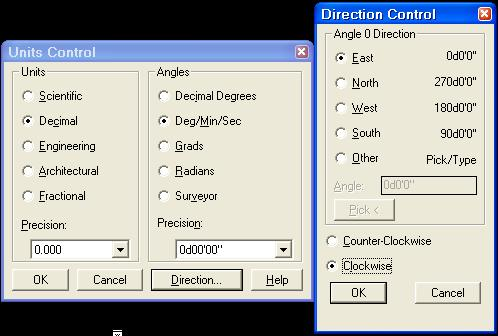 Units Control
Units
Scientific
Decimal
Engineering
Architectural
Fractional
Precision:
0.000
Angles
Decimal Degrees
Deg/Min/Sec
Grads
Radians
Surveyor
Precision:
0d00'00"
OK
Cancel
Direction...
Help
Direction Control
Angle 0 Direction
East 0d0'0"
North 270d0'0"
West 180d0'0"
South 90d0'0"
Other Pick/Type
Angle: 0d0'0"
Pick <
Counter-Clockwise
Clockwise
OK
Cancel